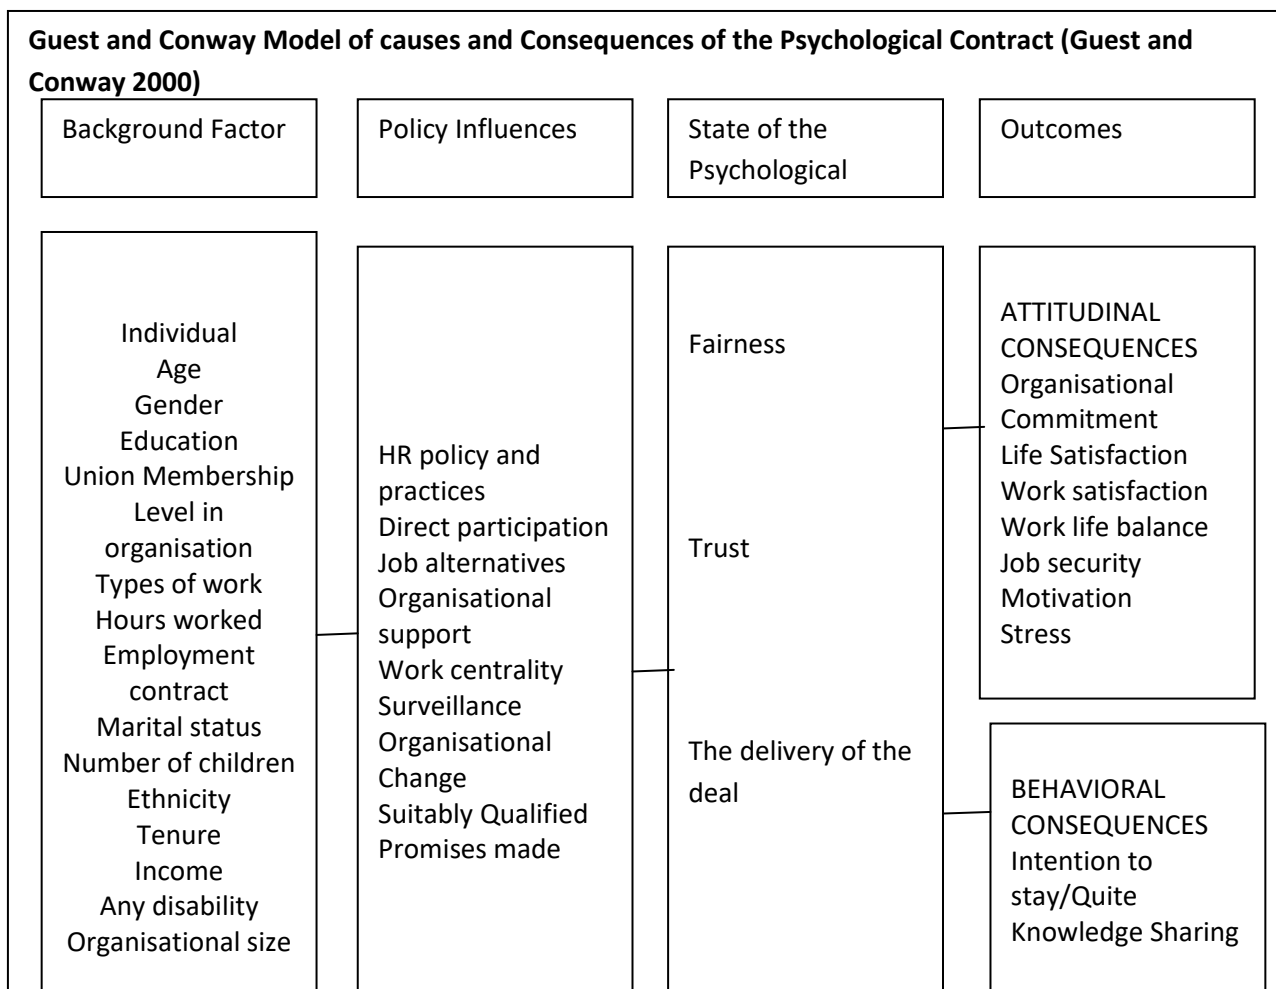 Guest and Conway Model of causes and Consequences of the Psychological Contract (Guest and
Conway 2000)
Background Factor
Policy Influences
State of the
Psychological
Outcomes
Individual
Age
Gender
Education
Union Membership
Level in
organisation
Types of work
Hours worked
Employment
contract
Marital status
Number of children
Ethnicity
Tenure
Income
Any disability
Organisational size
HR policy and
practices
Direct participation
Job alternatives
Organisational
support
Work centrality
Surveillance
Organisational
Change
Suitably Qualified
Promises made
Fairness
Trust
The delivery of the
deal
ATTITUDINAL
CONSEQUENCES
Organisational
Commitment
Life Satisfaction
Work satisfaction
Work life balance
Job security
Motivation
Stress
BEHAVIORAL
CONSEQUENCES
Intention to
stay/Quite
Knowledge Sharing